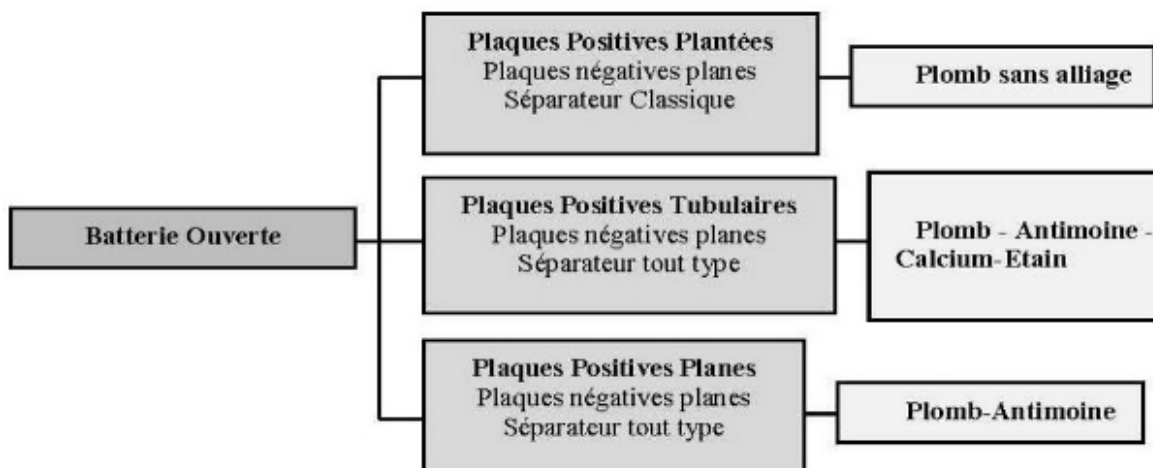 Batterie Ouverte
Plaques Positives Plantées
Plaques négatives planes
Séparateur Classique
Plomb sans alliage
Plaques Positives Tubulaires
Plaques négatives planes
Séparateur tout type
Plomb - Antimoine -
Calcium-Etain
Plaques Positives Planes
Plaques négatives planes
Séparateur tout type
Plomb-Antimoine